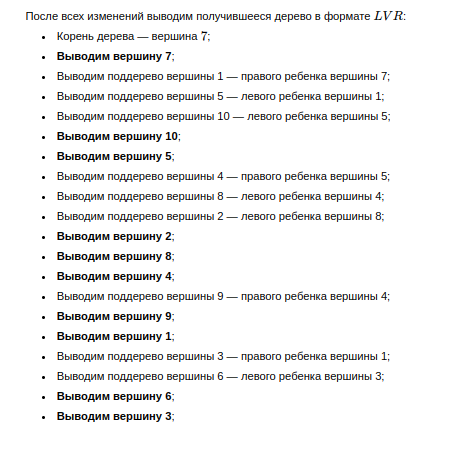 После всех изменений выводим получившееся дерево в формате LVR:
• Корень дерева — вершина 7;
• Выводим вершину 7;
• Выводим поддерево вершины 1 — правого ребенка вершины 7;
• Выводим поддерево вершины 5 — левого ребенка вершины 1;
• Выводим поддерево вершины 10 — левого ребенка вершины 5;
• Выводим вершину 10;
• Выводим вершину 5;
• Выводим поддерево вершины 4 — правого ребенка вершины 5;
• Выводим поддерево вершины 8 — левого ребенка вершины 4;
• Выводим поддерево вершины 2 — левого ребенка вершины 8;
• Выводим вершину 2;
• Выводим вершину 8;
• Выводим вершину 4;
• Выводим поддерево вершины 9 — правого ребенка вершины 4;
• Выводим вершину 9;
• Выводим вершину 1;
• Выводим поддерево вершины 3 — правого ребенка вершины 1;
• Выводим поддерево вершины 6 — левого ребенка вершины 3;
• Выводим вершину 6;
• Выводим вершину 3;